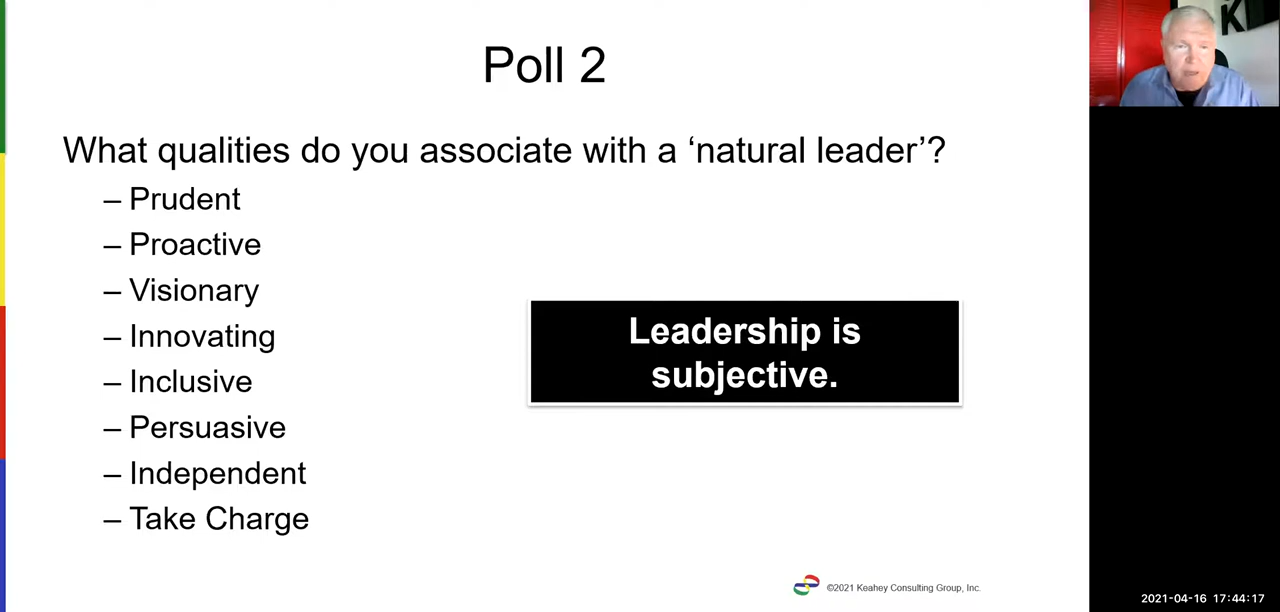 Poll 2
What qualities do you associate with a ‘natural leader’?
– Prudent
– Proactive
– Visionary
– Innovating
– Inclusive
– Persuasive
– Independent
– Take Charge
Leadership is
subjective.
©2021 Keahey Consulting Group, Inc.
K
2021-04-16 17:44:17